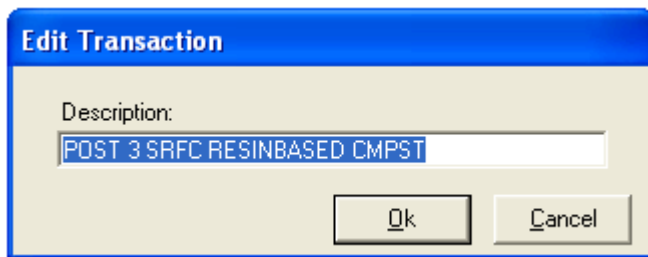 Edit Transaction
Description:
POST 3 SRFC RESINBASED CMPST
Ok Cancel